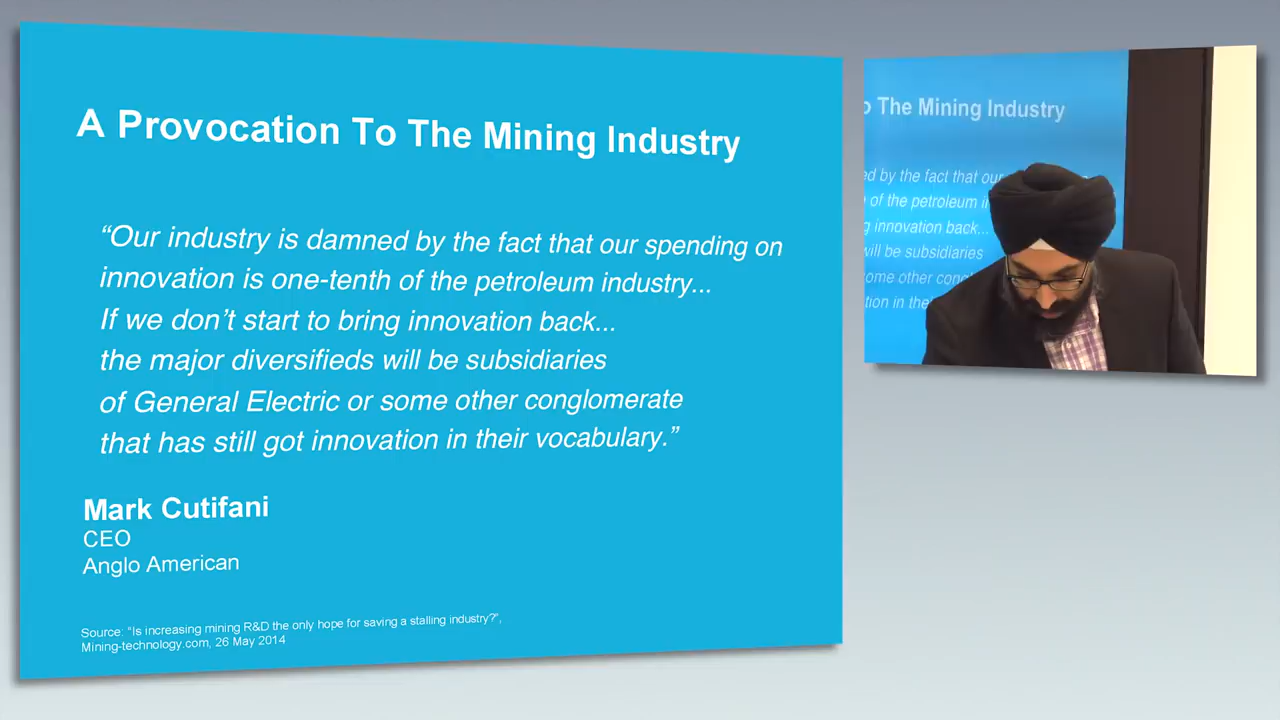 A Provocation To The Mining Industry
“Our industry is damned by the fact that our spending on
innovation is one-tenth of the petroleum industry...
If we don’t start to bring innovation back...
the major diversifieds will be subsidiaries
of General Electric or some other conglomerate
that has still got innovation in their vocabulary.”
Mark Cutifani
CEO
Anglo American
Source: “Is increasing mining R&D the only hope for saving a stalling industry?”,
Mining-technology.com, 26 May 2014
o The Mining Industry
ed by the fact that our
of the petroleum in
g innovation back...
will be subsidiaries
ome other cong
tion in the